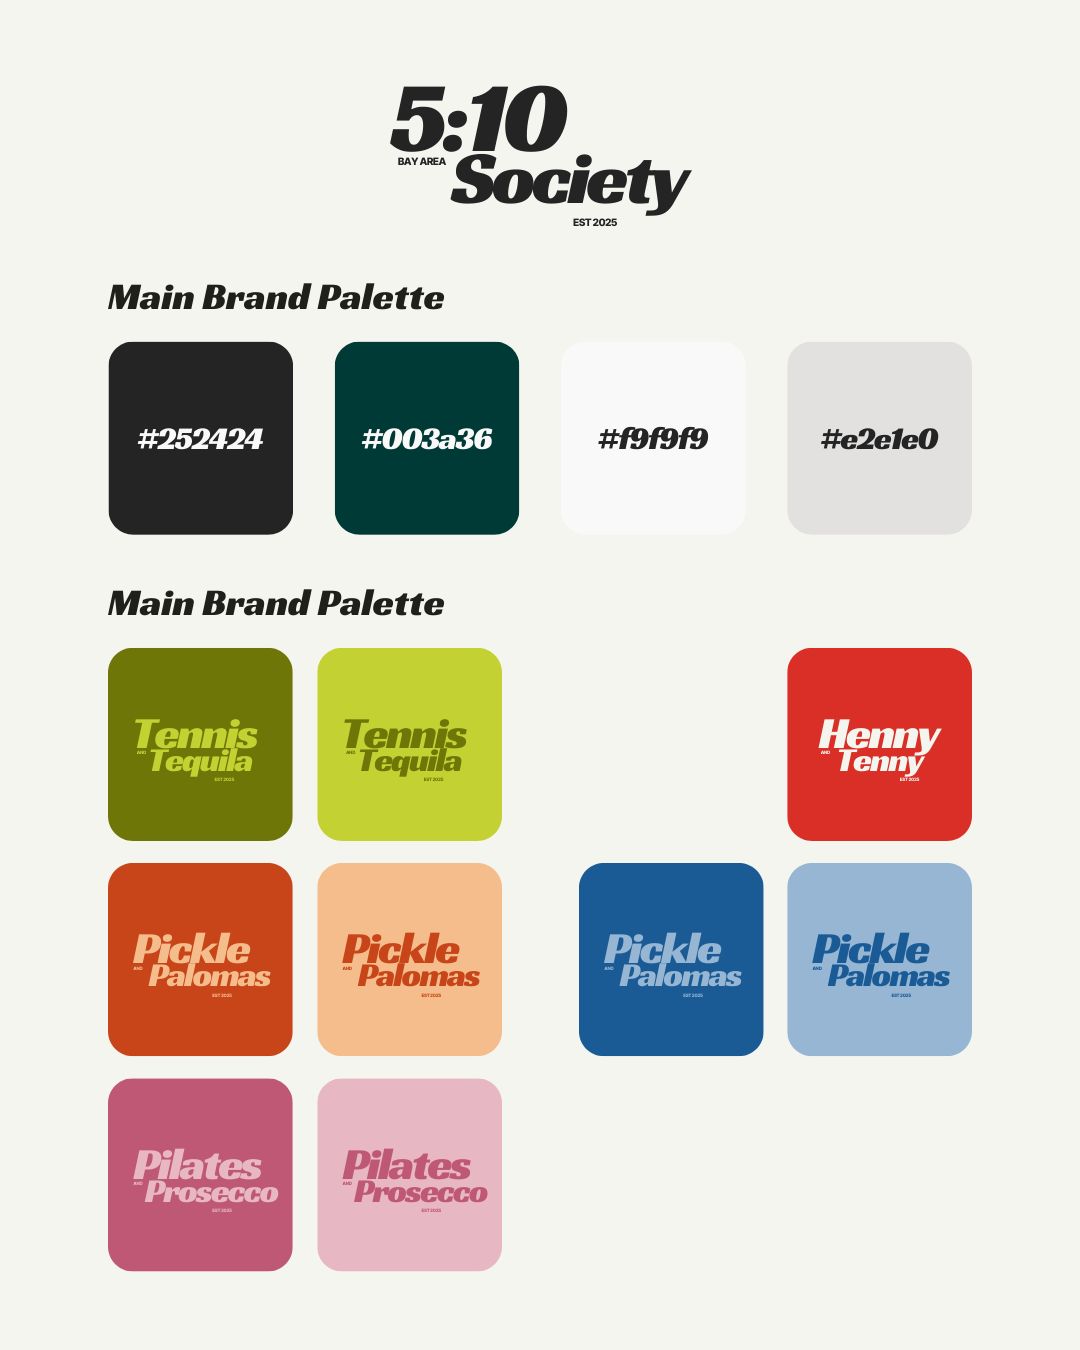 5:10
BAY AREA
Society
EST 2025
Main Brand Palette
#252424
#003a36
#f9f9f9
#e2e1e0
Main Brand Palette
Tennis
AND
Tequila
EST 2025
Tennis
AND
Tequila
EST 2025
Henny
AND
Tenny
EST 2025
Pickle
AND
Palomas
EST 2025
Pickle
AND
Palomas
EST 2025
Pickle
AND
Palomas
EST 2025
Pickle
AND
Palomas
EST 2025
Pilates
AND
Prosecco
EST 2025
Pilates
AND
Prosecco
EST 2025